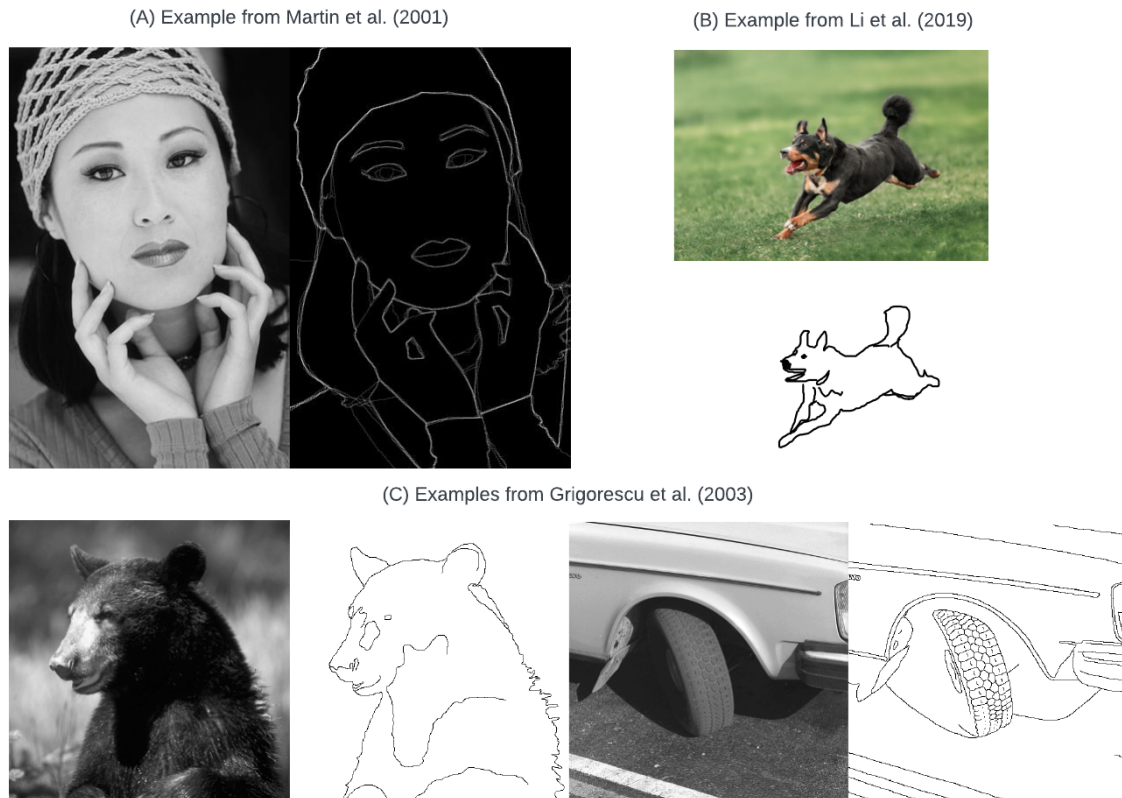 (A) Example from Martin et al. (2001)
(B) Example from Li et al. (2019)
(C) Examples from Grigorescu et al. (2003)